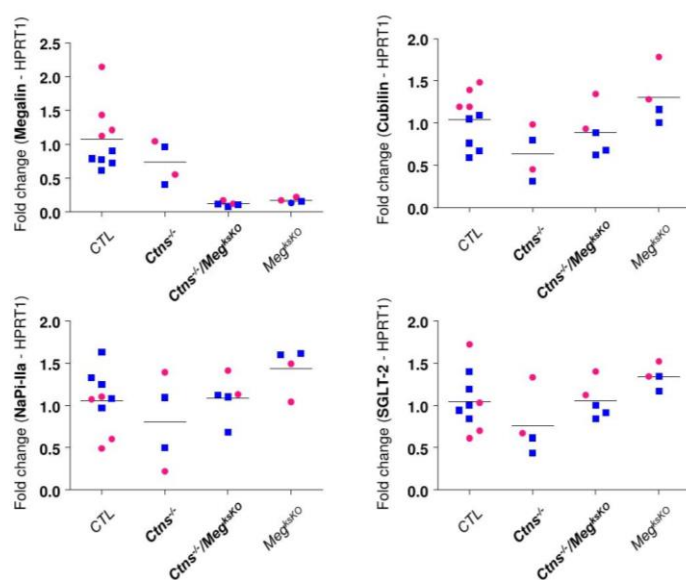 Fold change (Megalin - HPRT1)
2.5
2.0
1.5
1.0
0.5
0.0
CTL
Ctns-/-
Ctns-/-/MegksKO
MegksKO
Fold change (Cubilin - HPRT1)
2.0
1.5
1.0
0.5
0.0
CTL
Ctns-/-
Ctns-/-/MegksKO
MegksKO
Fold change (NaPi-IIa - HPRT1)
2.0
1.5
1.0
0.5
0.0
CTL
Ctns-/-
Ctns-/-/MegksKO
MegksKO
Fold change (SGLT-2 - HPRT1)
2.0
1.5
1.0
0.5
0.0
CTL
Ctns-/-
Ctns-/-/MegksKO
MegksKO